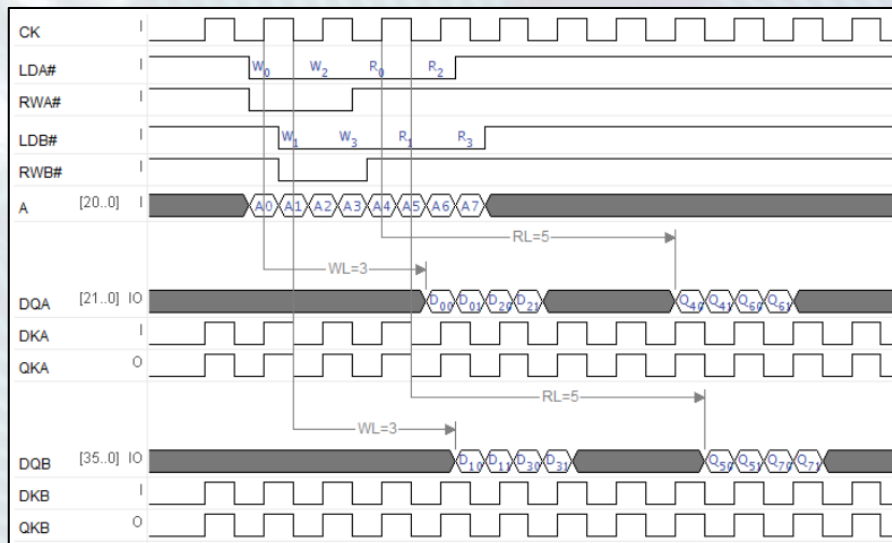 CK I
LDA# I W0 W2 R0 R2
RWA# I
LDB# I W1 W3 R1 R3
RWB# I
A [20..0] I A0 A1 A2 A3 A4 A5 A6 A7
RL=5
WL=3
DQA [21..0] IO D00 D01 D20 D21 Q40 Q41 Q60 Q61
DKA I
QKA O
RL=5
WL=3
DQB [35..0] IO D10 D11 D30 D31 Q50 Q51 Q70 Q71
DKB I
QKB O